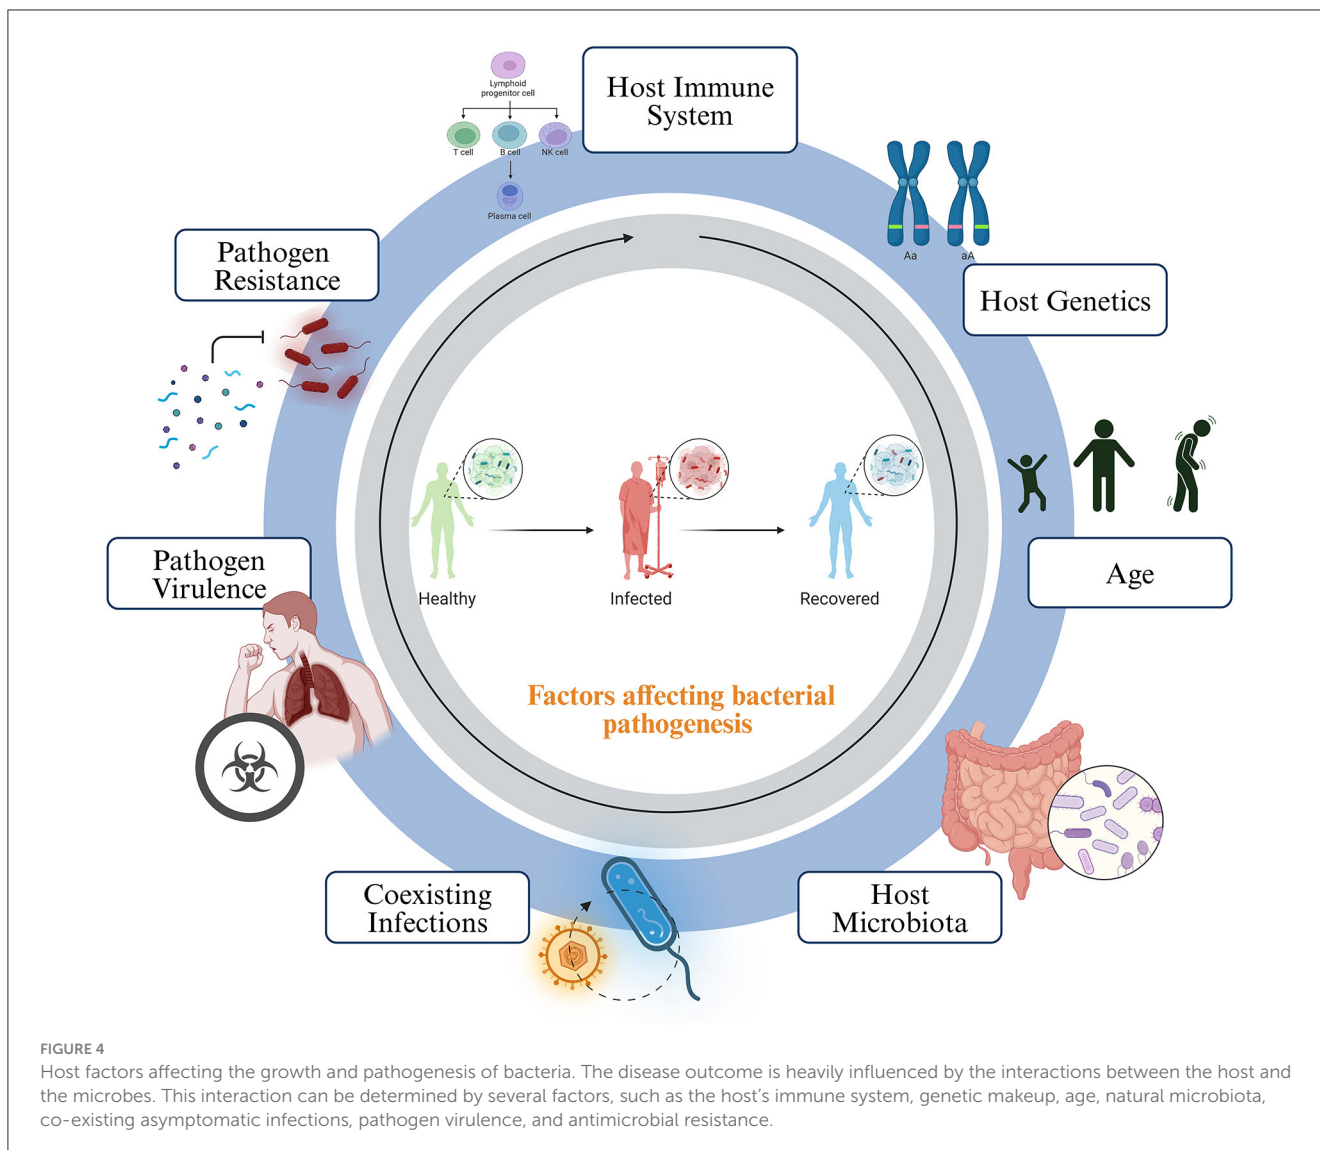 Lymphoid
progenitor cell
T cell
B cell
NK cell
Plasma cell
Host Immune
System
Aa
aA
Host Genetics
Pathogen
Resistance
Age
Pathogen
Virulence
Healthy
Infected
Recovered
Factors affecting bacterial
pathogenesis
Coexisting
Infections
Host
Microbiota
FIGURE 4
Host factors affecting the growth and pathogenesis of bacteria. The disease outcome is heavily influenced by the interactions between the host and
the microbes. This interaction can be determined by several factors, such as the host's immune system, genetic makeup, age, natural microbiota,
co-existing asymptomatic infections, pathogen virulence, and antimicrobial resistance.